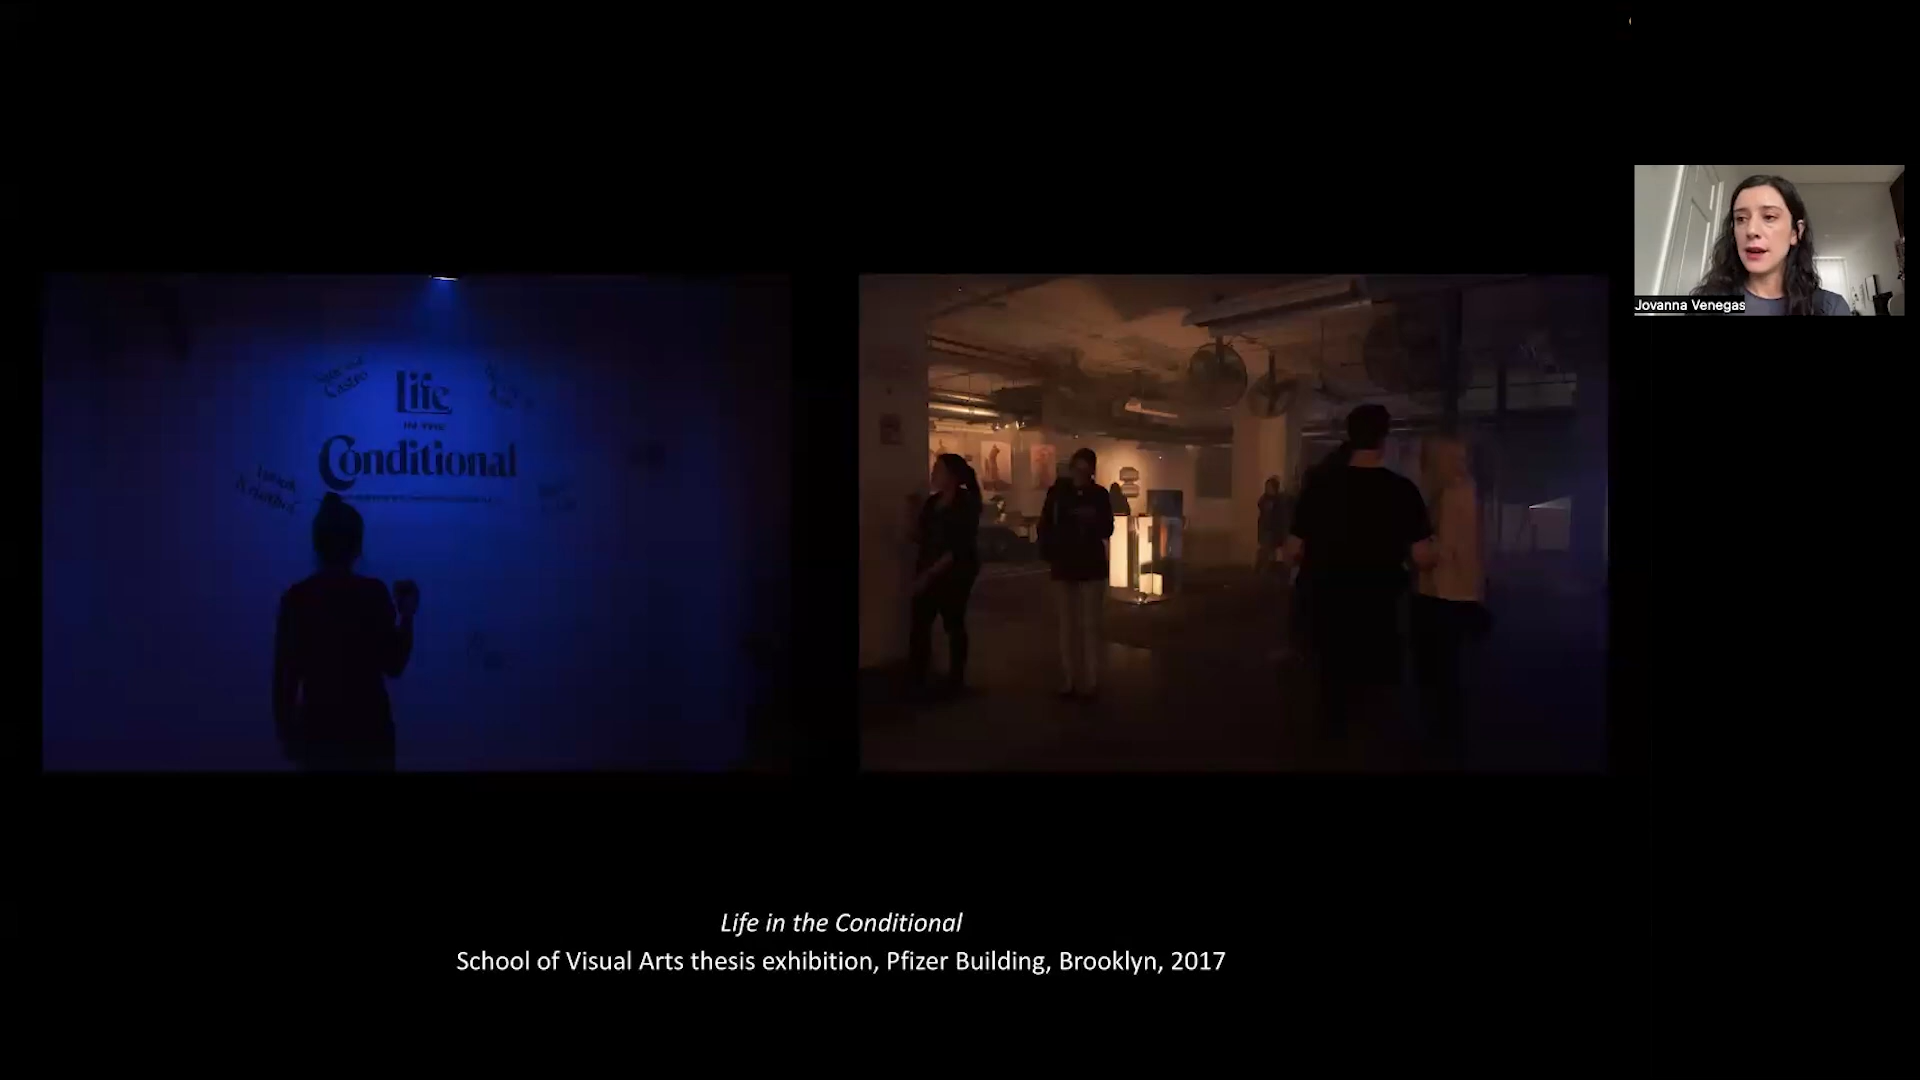 Life
IN THE
Conditional
Castro
Jovanna Venegas
Life in the Conditional
School of Visual Arts thesis exhibition, Pfizer Building, Brooklyn, 2017